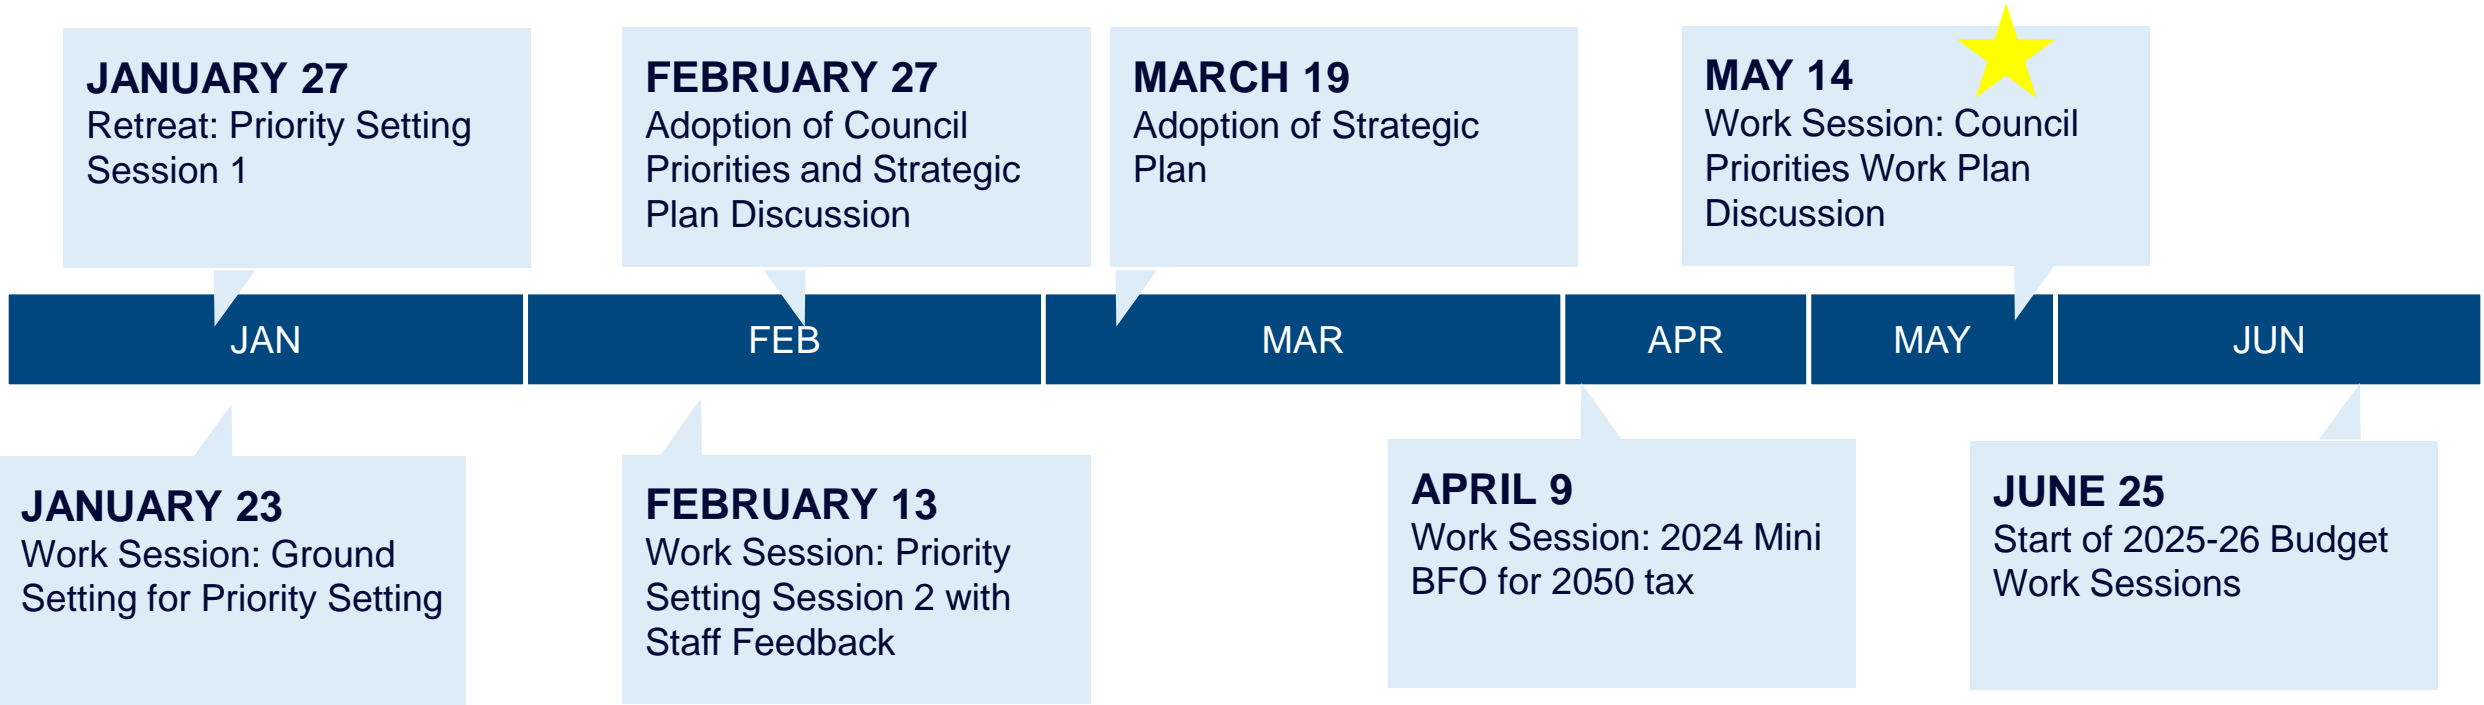 JANUARY 27
Retreat: Priority Setting
Session 1
FEBRUARY 27
Adoption of Council
Priorities and Strategic
Plan Discussion
MARCH 19
Adoption of Strategic
Plan
MAY 14
Work Session: Council
Priorities Work Plan
Discussion
JAN
FEB
MAR
APR
MAY
JUN
JANUARY 23
Work Session: Ground
Setting for Priority Setting
FEBRUARY 13
Work Session: Priority
Setting Session 2 with
Staff Feedback
APRIL 9
Work Session: 2024 Mini
BFO for 2050 tax
JUNE 25
Start of 2025-26 Budget
Work Sessions